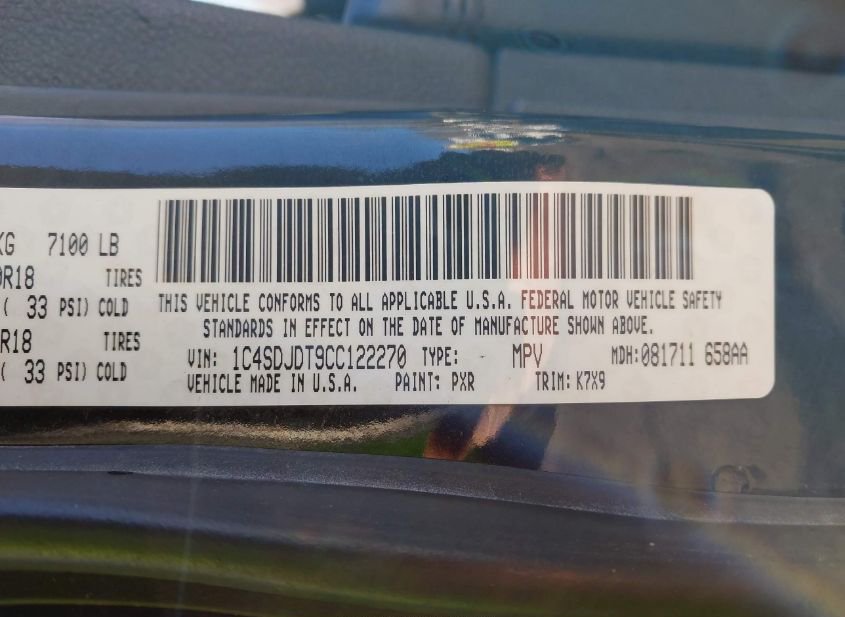 KG 7100 LB
0R18 TIRES
( 33 PSI) COLD
R18 TIRES
( 33 PSI) COLD
THIS VEHICLE CONFORMS TO ALL APPLICABLE U.S.A. FEDERAL MOTOR VEHICLE SAFETY
STANDARDS IN EFFECT ON THE DATE OF MANUFACTURE SHOWN ABOVE.
VIN: 1C4SDJDT9CC122270 TYPE: MPV MDH:081711 658AA
VEHICLE MADE IN U.S.A. PAINT: PXR TRIM: K7X9